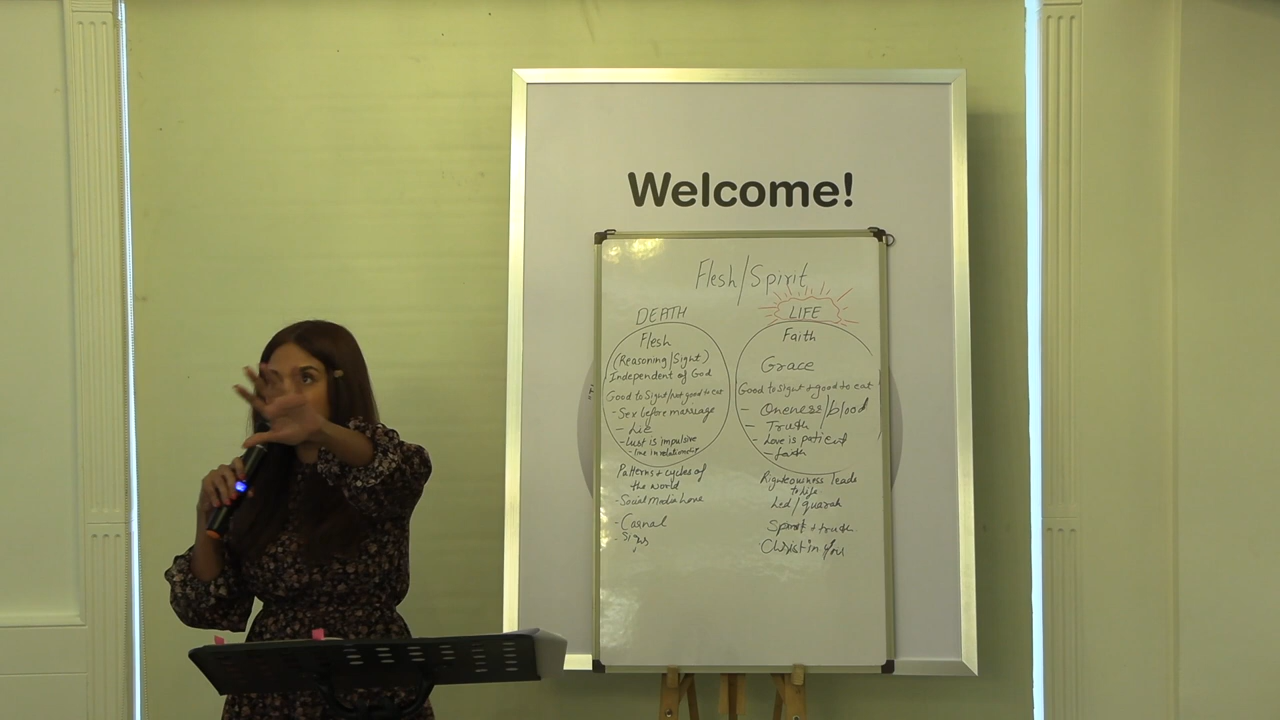 Welcome!
Flesh/Spirit
DEATH
Flesh
(Reasoning/Sight)
Independent of God
Good to Sight/Not good to eat
- Sex before marriage
- Lie
- Lust is impulsive
Patterns + cycles of
the world
- Social Media
- Carnal
LIFE
Faith
Grace
Good to Sight + good to eat
- Oneness/blood
- Truth
- Love is patient
- faith
Righteousness leads
to life
Led/
Spirit + truth
Christ in You